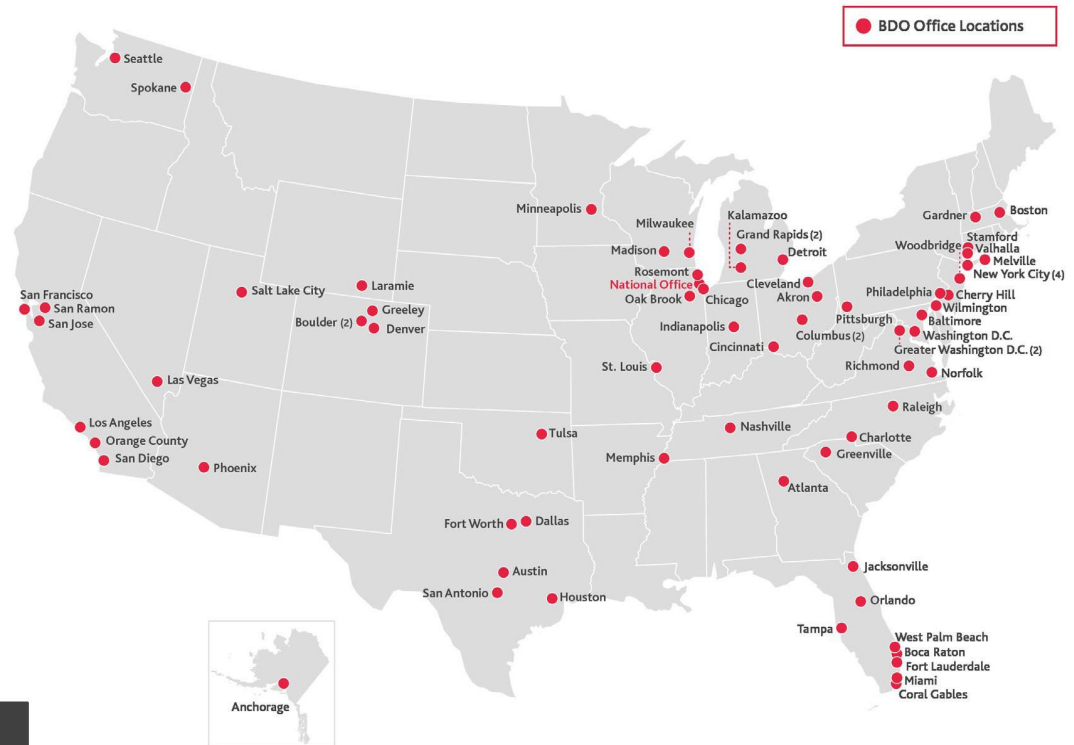 BDO Office Locations
Seattle
Spokane
Minneapolis
Milwaukee
Kalamazoo
Grand Rapids (2)
Detroit
Madison
Gardner
Boston
Stamford
Woodbridge
Valhalla
Melville
New York City (4)
Rosemont
National Office
Oak Brook
Chicago
Cleveland
Akron
Philadelphia
Cherry Hill
Wilmington
Pittsburgh
Baltimore
Columbus (2)
Washington D.C.
Greater Washington D.C. (2)
San Francisco
San Ramon
San Jose
Salt Lake City
Laramie
Greeley
Boulder (2)
Denver
Indianapolis
Cincinnati
St. Louis
Richmond
Norfolk
Las Vegas
Los Angeles
Orange County
San Diego
Phoenix
Tulsa
Nashville
Memphis
Raleigh
Charlotte
Greenville
Atlanta
Fort Worth
Dallas
Austin
San Antonio
Houston
Jacksonville
Orlando
Tampa
West Palm Beach
Boca Raton
Fort Lauderdale
Miami
Coral Gables
Anchorage